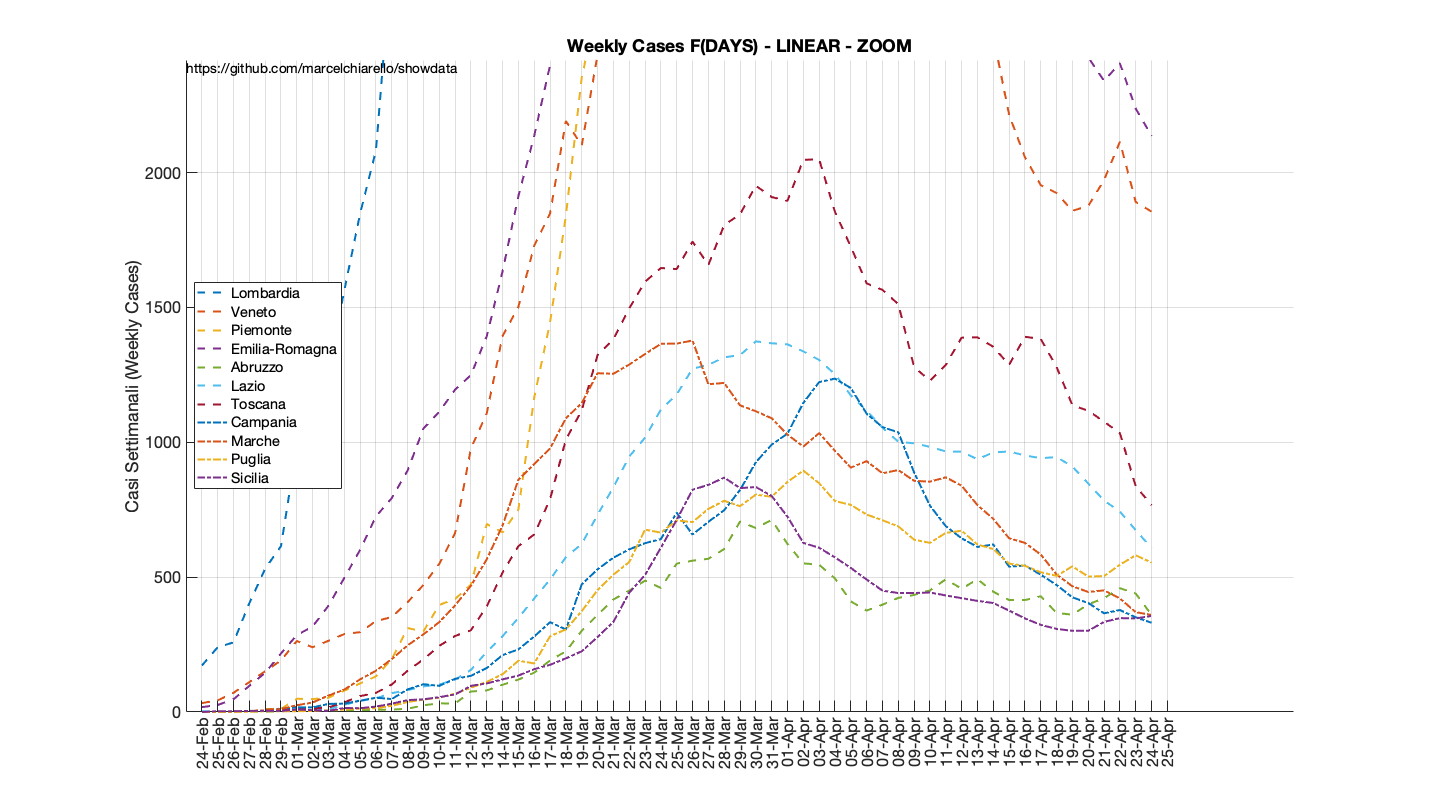 Weekly Cases F(DAYS) - LINEAR - ZOOM
https://github.com/marcelchiarello/showdata
Casi Settimanali (Weekly Cases)
2000
1500
1000
500
0
Lombardia
Veneto
Piemonte
Emilia-Romagna
Abruzzo
Lazio
Toscana
Campania
Marche
Puglia
Sicilia
24-Feb
25-Feb
26-Feb
27-Feb
28-Feb
29-Feb
01-Mar
02-Mar
03-Mar
04-Mar
05-Mar
06-Mar
07-Mar
08-Mar
09-Mar
10-Mar
11-Mar
12-Mar
13-Mar
14-Mar
15-Mar
16-Mar
17-Mar
18-Mar
19-Mar
20-Mar
21-Mar
22-Mar
23-Mar
24-Mar
25-Mar
26-Mar
27-Mar
28-Mar
29-Mar
30-Mar
31-Mar
01-Apr
02-Apr
03-Apr
04-Apr
05-Apr
06-Apr
07-Apr
08-Apr
09-Apr
10-Apr
11-Apr
12-Apr
13-Apr
14-Apr
15-Apr
16-Apr
17-Apr
18-Apr
19-Apr
20-Apr
21-Apr
22-Apr
23-Apr
24-Apr
25-Apr